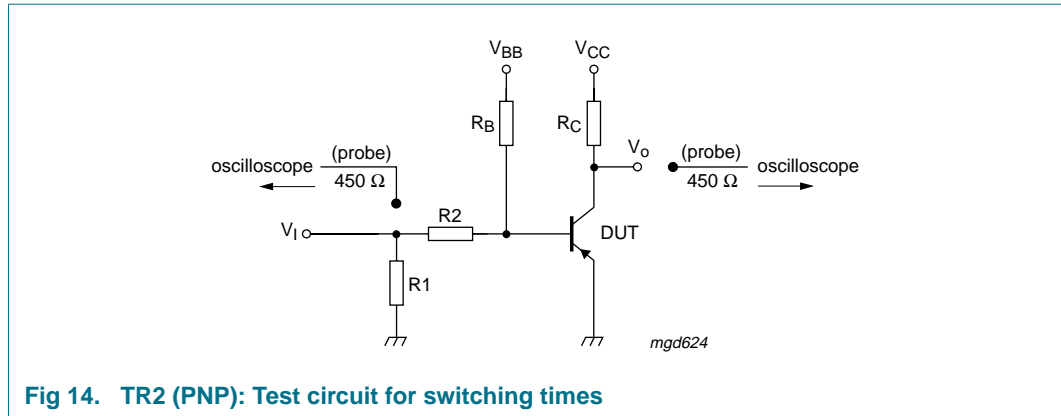 VBB VCC
RB RC
oscilloscope (probe) 450 Ω
Vo (probe) 450 Ω oscilloscope
VI R2 DUT
R1
mgd624
Fig 14. TR2 (PNP): Test circuit for switching times